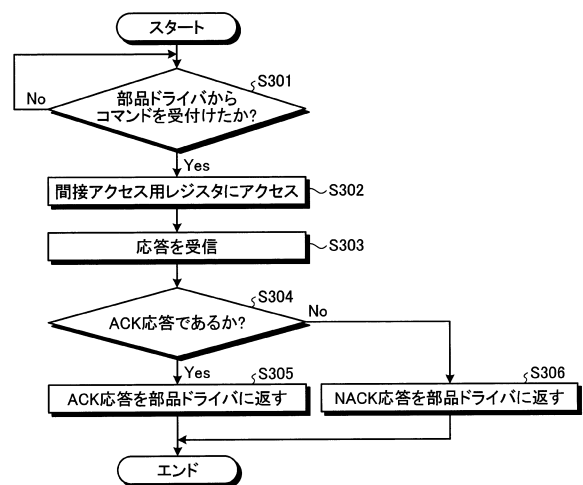 スタート
S301
部品ドライバから
コマンドを受付けたか?
No
Yes
間接アクセス用レジスタにアクセス
S302
応答を受信
S303
S304
ACK応答であるか?
No
Yes
S305
ACK応答を部品ドライバに返す
S306
NACK応答を部品ドライバに返す
エンド